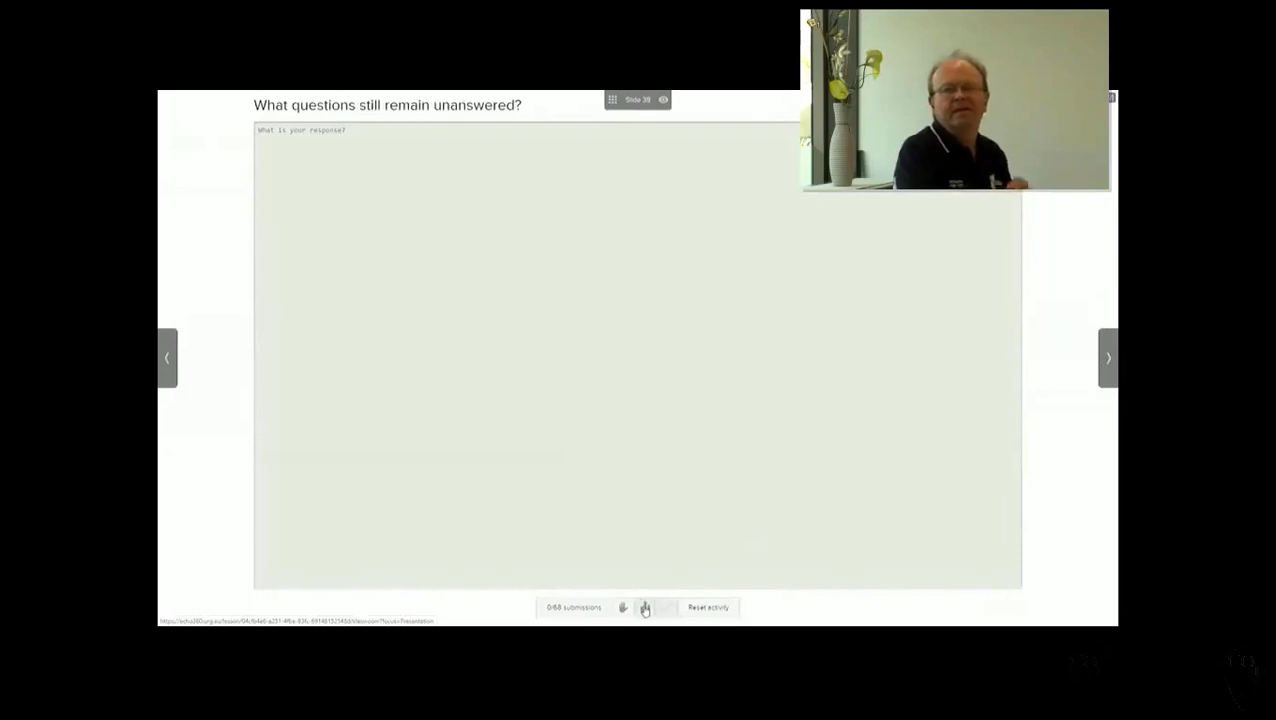 What questions still remain unanswered?
Slide 39
What is your response?
0/68 submissions
Reset activity